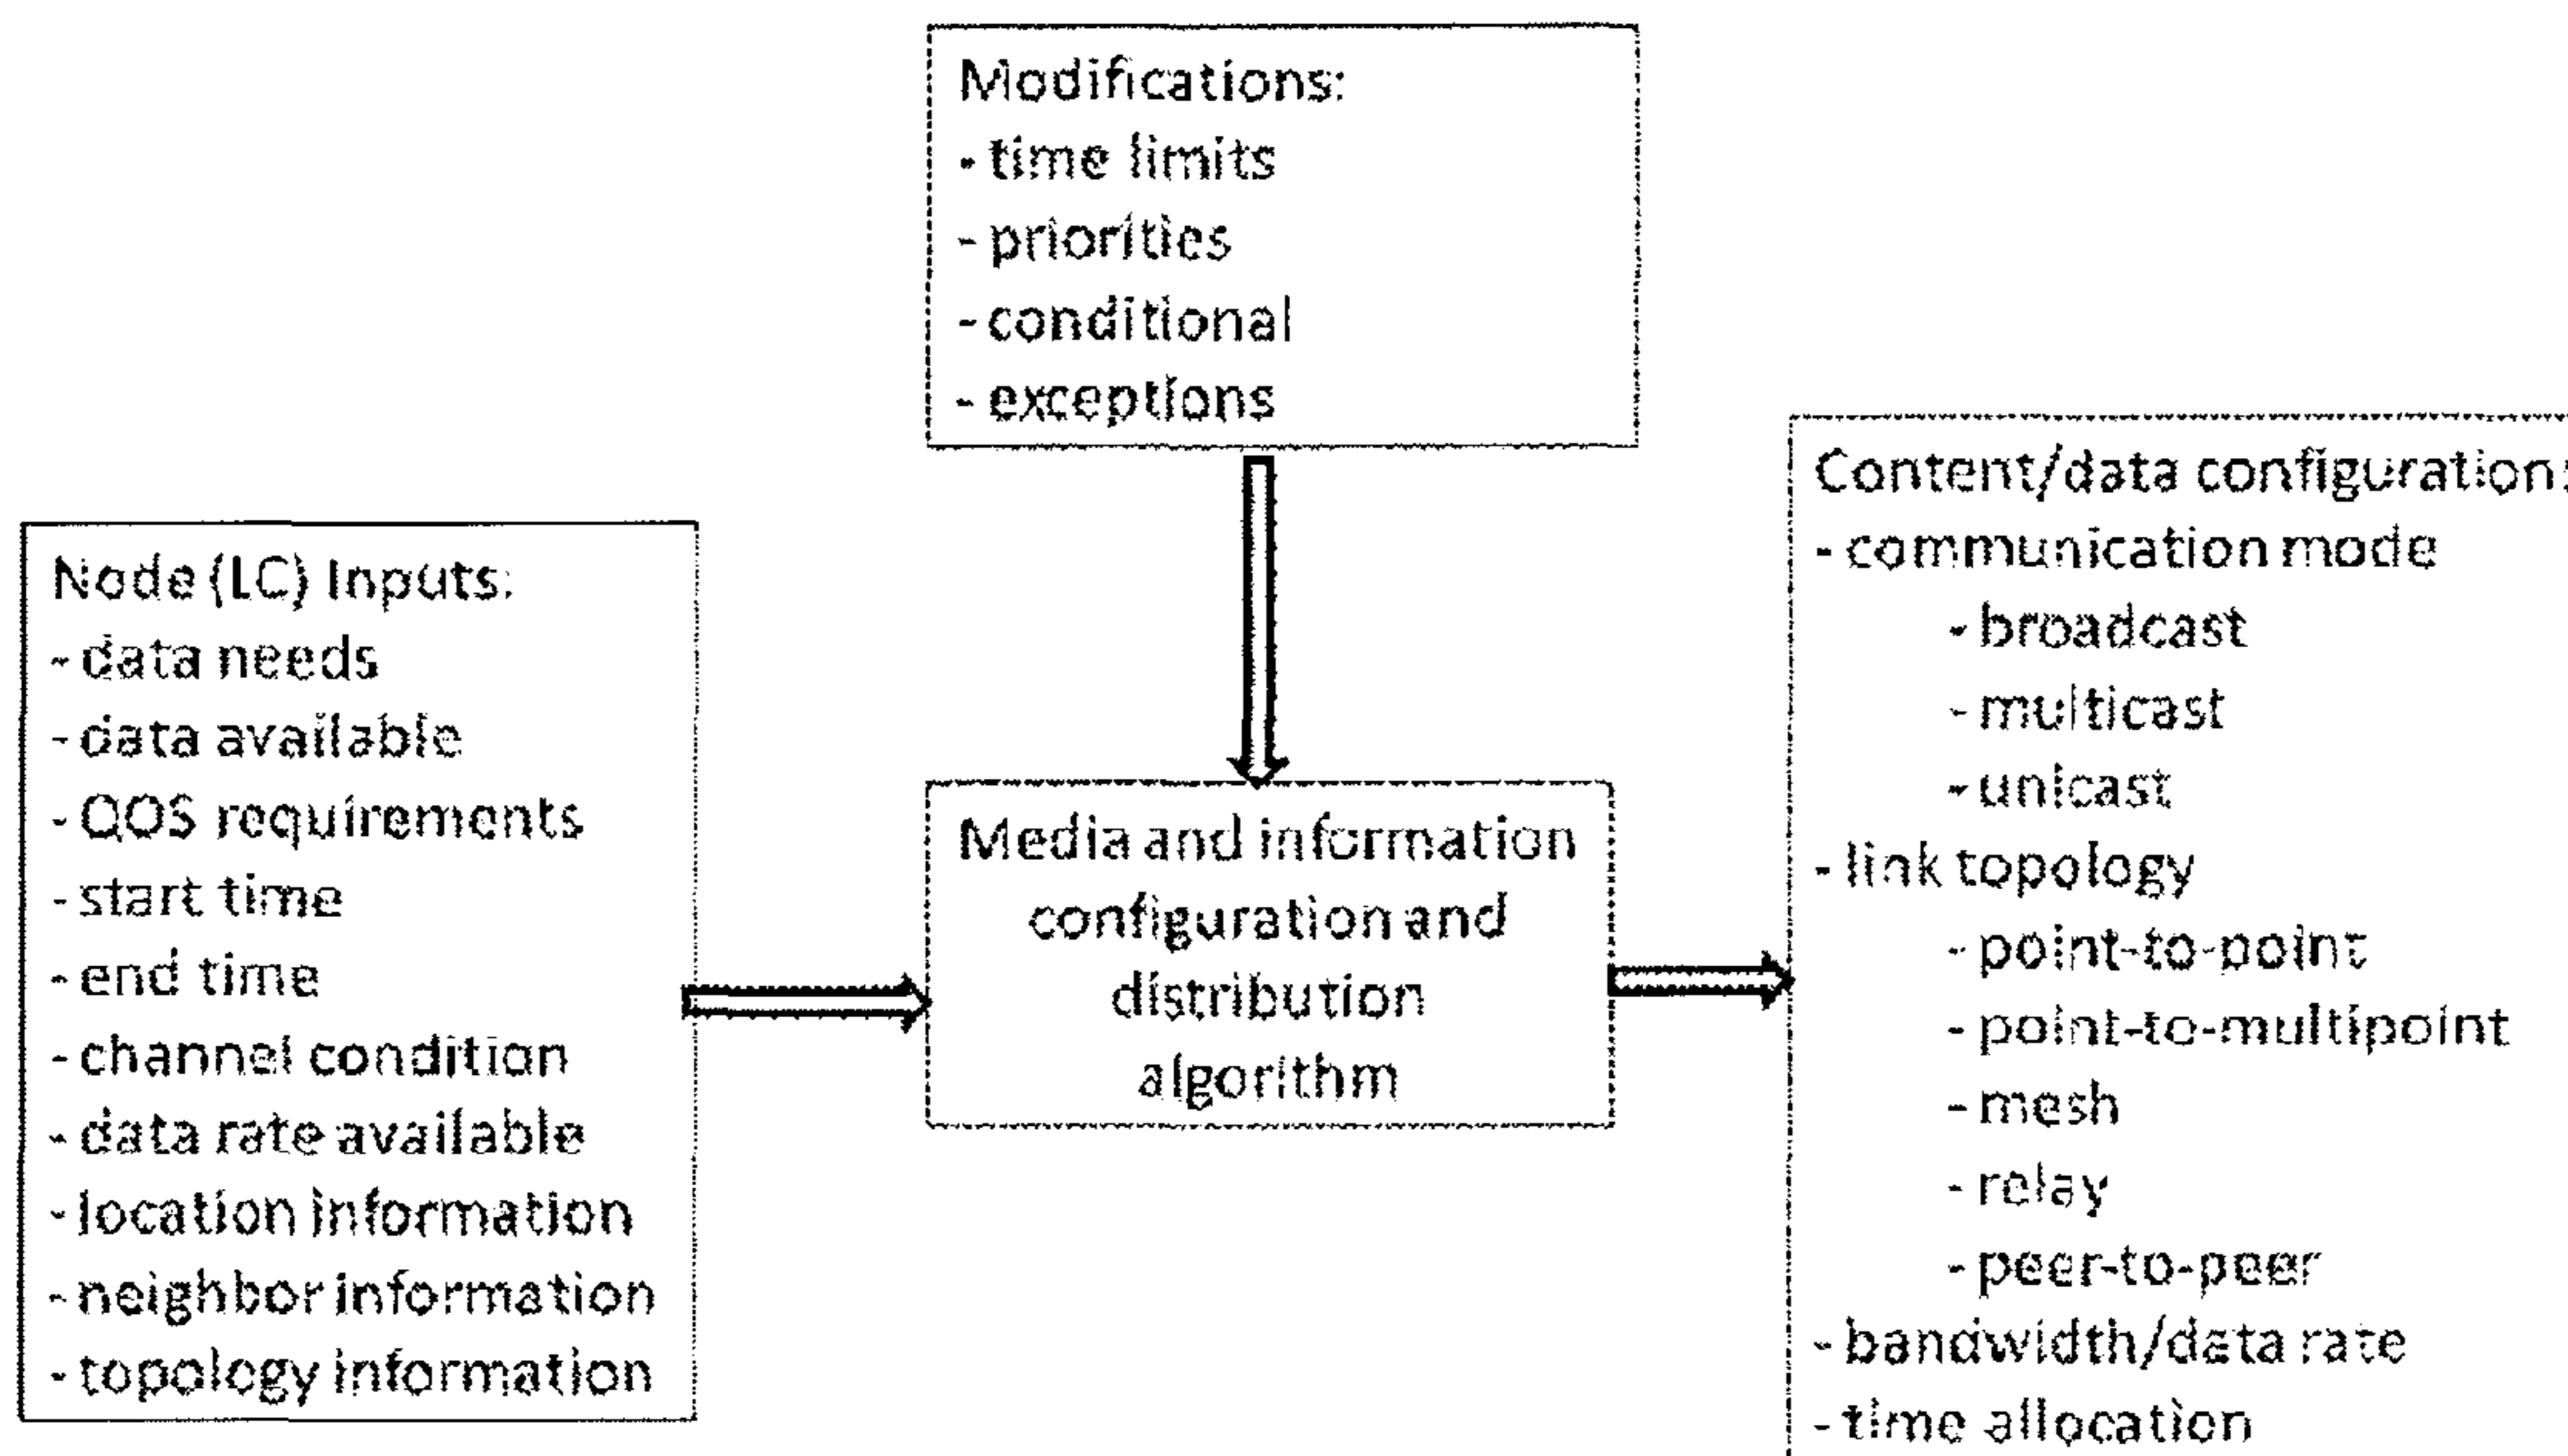 Modifications:
- time limits
- priorities
- conditional
- exceptions
Node (LC) Inputs:
- data needs
- data available
- QOS requirements
- start time
- end time
- channel condition
- data rate available
- location information
- neighbor information
- topology information
Media and information
configuration and
distribution
algorithm
Content/data configurations
- communication mode
- broadcast
- multicast
- unicast
- link topology
- point-to-point
- point-to-multipoint
- mesh
- relay
- peer-to-peer
- bandwidth/data rate
- time allocation